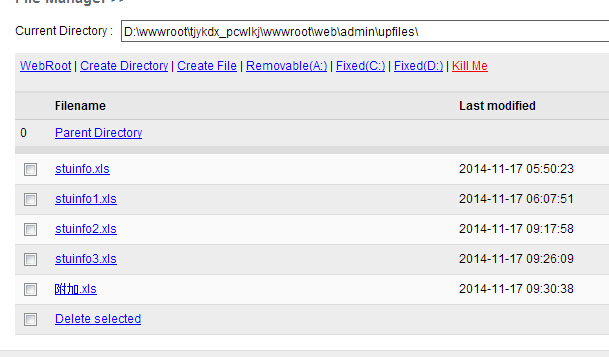 File Manager >>
Current Directory : D:\wwwroot\tjykdx_pcwlkj\wwwroot\web\admin\upfiles\
WebRoot | Create Directory | Create File | Removable(A:) | Fixed(C:) | Fixed(D:) | Kill Me
Filename Last modified
0 Parent Directory
stuinfo.xls 2014-11-17 05:50:23
stuinfo1.xls 2014-11-17 06:07:51
stuinfo2.xls 2014-11-17 09:17:58
stuinfo3.xls 2014-11-17 09:26:09
附加.xls 2014-11-17 09:30:38
Delete selected